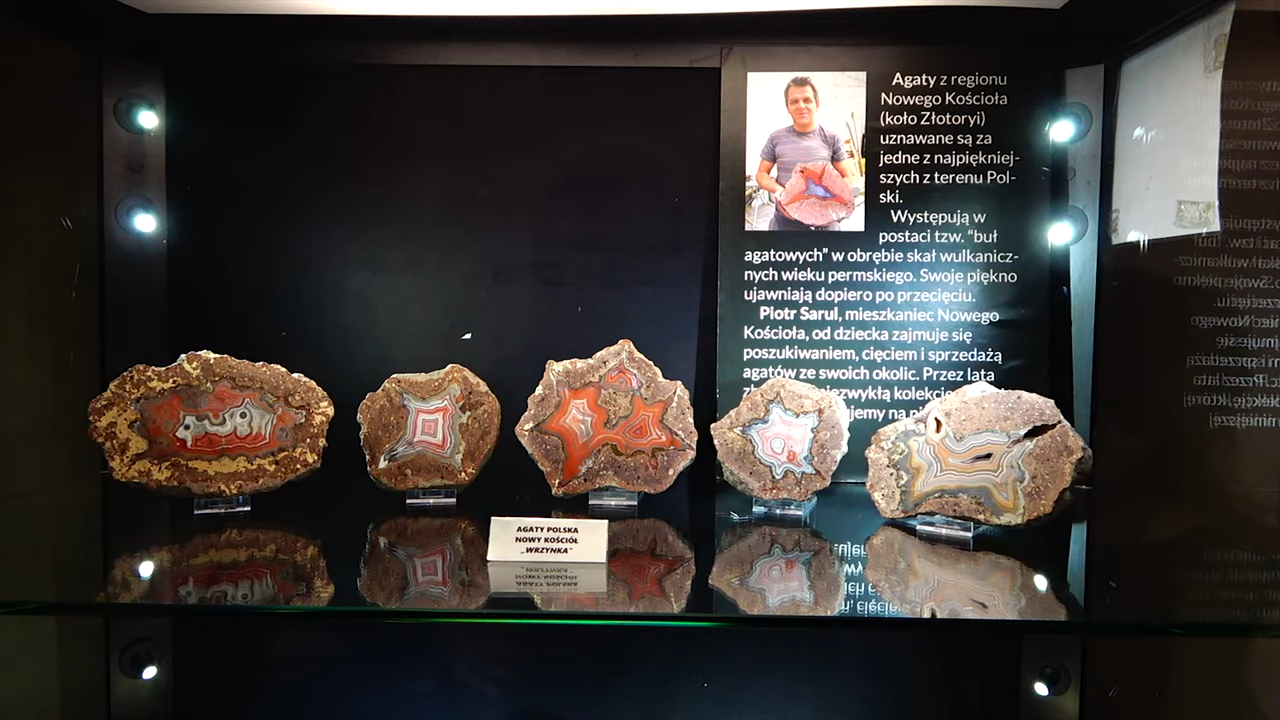 Agaty z regionu
Nowego Kościoła
(koło Złotoryi)
uznawane są za
jedne z najpiękniej-
szych z terenu Pol-
ski.
Występują w
postaci tzw. “buł
agatowych” w obrębie skał wulkanicz-
nych wieku permskiego. Swoje piękno
ujawniają dopiero po przecięciu.
Piotr Sarul, mieszkaniec Nowego
Kościoła, od dziecka zajmuje się
poszukiwaniem, cięciem i sprzedażą
agatów ze swoich okolic. Przez lata
kolekcję
na
AGATY POLSKA
NOWY KOŚCIÓŁ
„WRZYNKA”